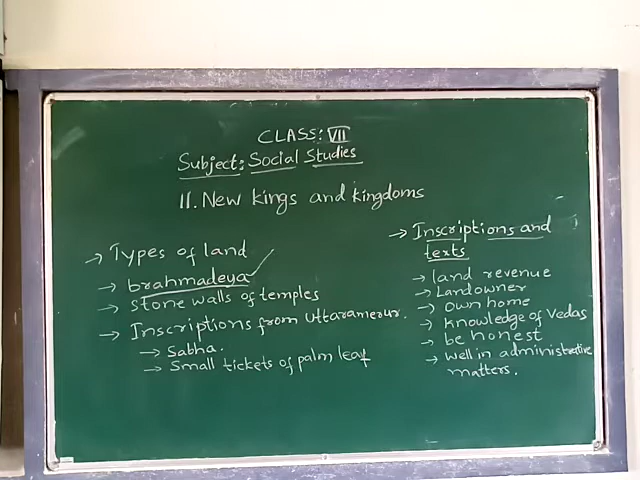 CLASS: VII
Subject: Social Studies
II. New kings and kingdoms
→ Types of land
→ brahmadeya
→ stone walls of temples
→ Inscriptions from Uttaramerur.
→ Sabha.
→ Small tickets of palm leaf
→ Inscriptions and
texts
→ land revenue
→ Landowner
→ own home
→ knowledge of Vedas
→ be honest
→ well in administrative
matters.